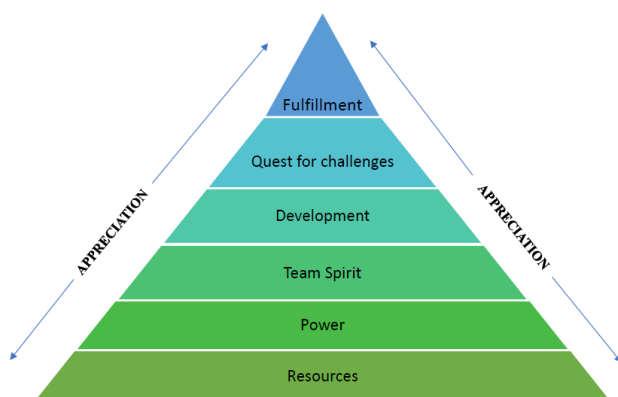 Fulfillment
Quest for challenges
Development
Team Spirit
Power
Resources
APPRECIATION
APPRECIATION